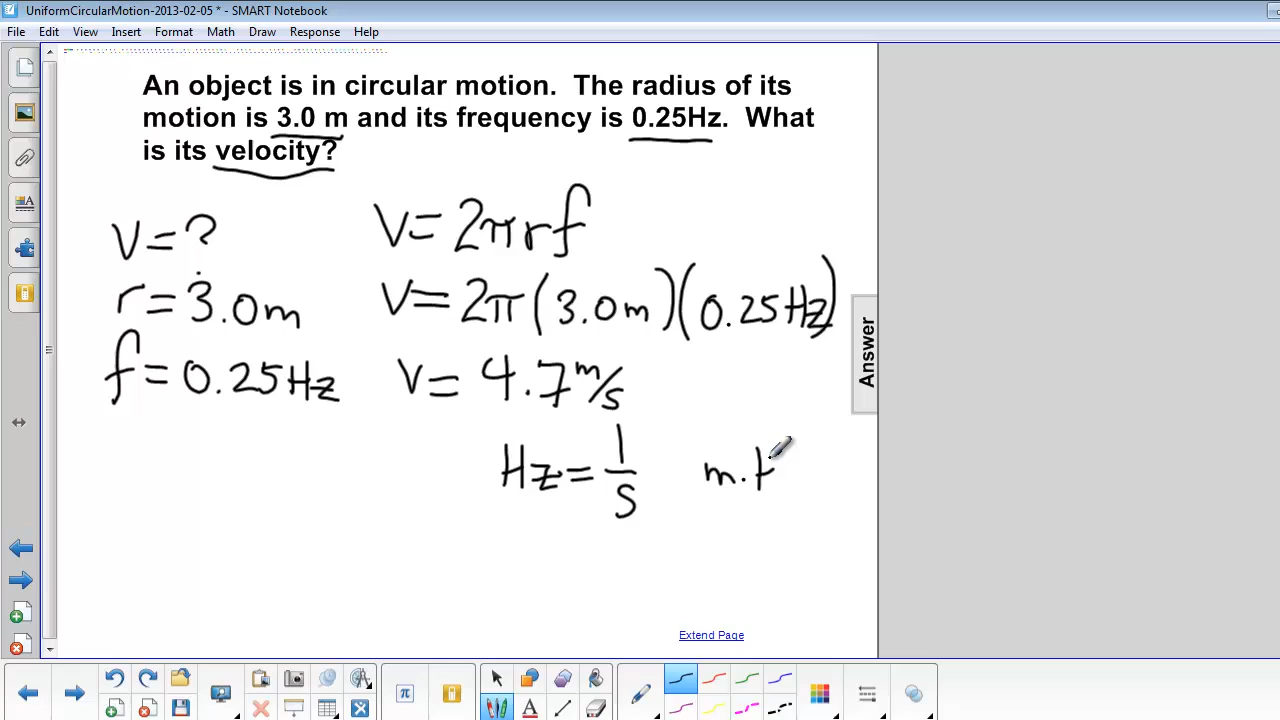 UniformCircularMotion-2013-02-05 * - SMART Notebook
File Edit View Insert Format Math Draw Response Help
An object is in circular motion. The radius of its
motion is 3.0 m and its frequency is 0.25Hz. What
is its velocity?
v = ?
r = 3.0m
f = 0.25Hz
v = 2πrf
v = 2π(3.0m)(0.25Hz)
v = 4.7 m/s
Hz = 1/s
m.
Answer
Extend Page